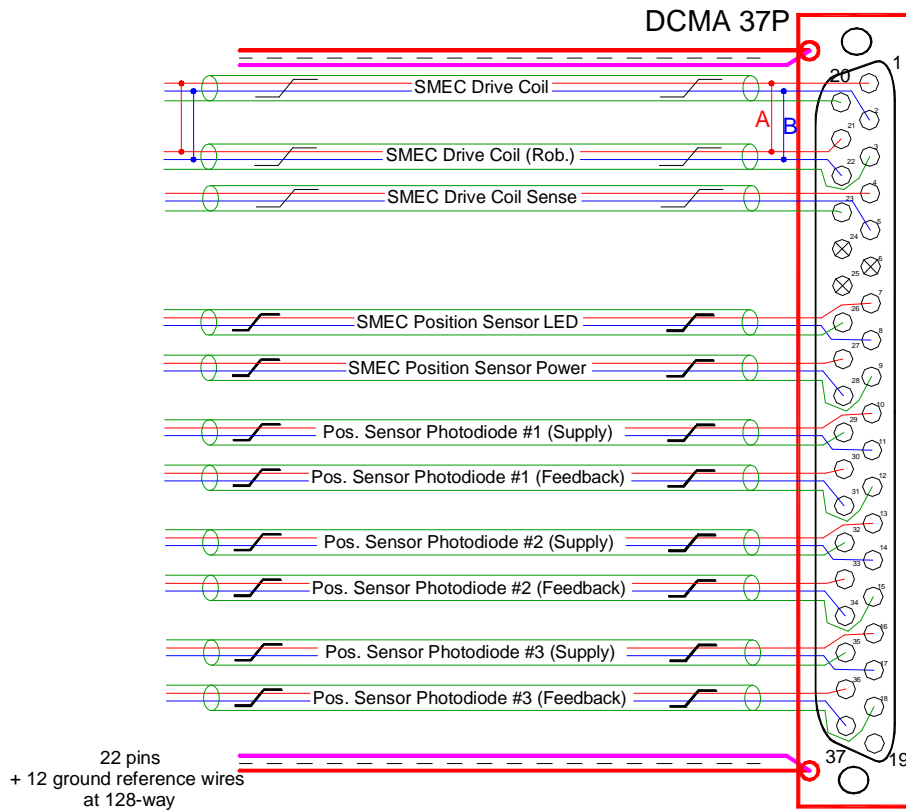 DCMA 37P
1
20
SMEC Drive Coil
2
A
B
21
SMEC Drive Coil (Rob.)
3
22
4
SMEC Drive Coil Sense
23
5
24
6
25
7
26
SMEC Position Sensor LED
8
27
SMEC Position Sensor Power
9
28
10
29
Pos. Sensor Photodiode #1 (Supply)
11
30
Pos. Sensor Photodiode #1 (Feedback)
12
31
13
32
Pos. Sensor Photodiode #2 (Supply)
14
33
Pos. Sensor Photodiode #2 (Feedback)
15
34
16
35
Pos. Sensor Photodiode #3 (Supply)
17
36
Pos. Sensor Photodiode #3 (Feedback)
18
37
19
22 pins
+ 12 ground reference wires
at 128-way